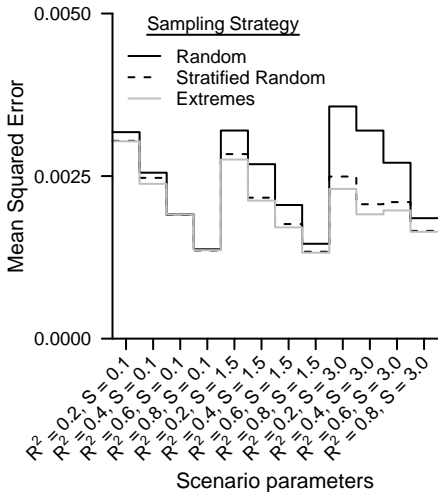 Sampling Strategy
Random
Stratified Random
Extremes
Mean Squared Error
0.0050
0.0025
0.0000
R² = 0.2, S = 0.1
R² = 0.4, S = 0.1
R² = 0.6, S = 0.1
R² = 0.8, S = 0.1
R² = 0.2, S = 1.5
R² = 0.4, S = 1.5
R² = 0.6, S = 1.5
R² = 0.8, S = 1.5
R² = 0.2, S = 3.0
R² = 0.4, S = 3.0
R² = 0.6, S = 3.0
R² = 0.8, S = 3.0
Scenario parameters